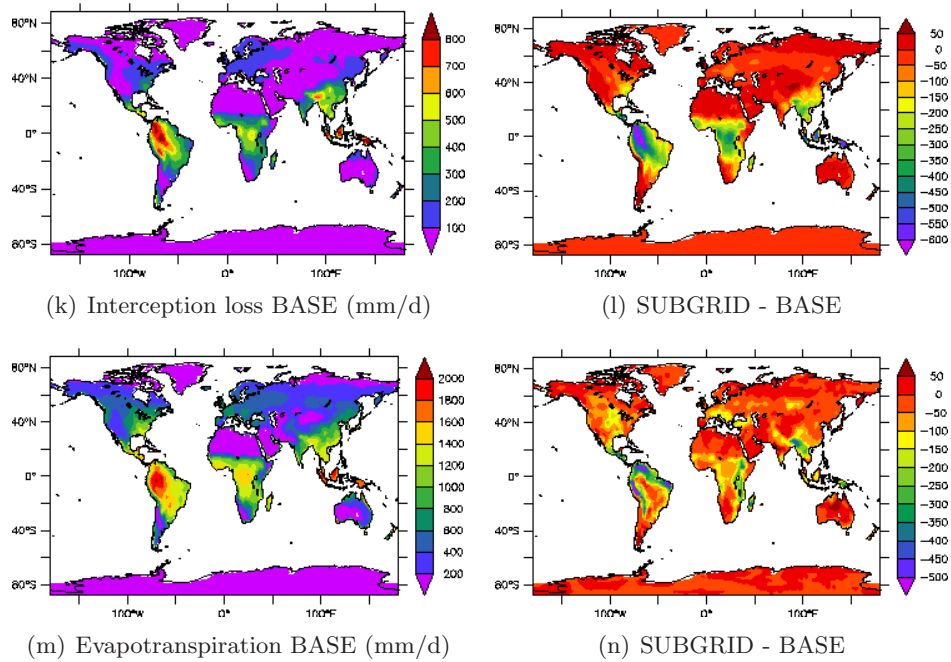 80°N
40°N
0°
40°S
80°S
100°W 0° 100°E
800
700
600
500
400
300
200
100
(k) Interception loss BASE (mm/d)
80°N
40°N
0°
40°S
80°S
100°W 0° 100°E
50
0
−50
−100
−150
−200
−250
−300
−350
−400
−450
−500
−550
−600
(l) SUBGRID - BASE
80°N
40°N
0°
40°S
80°S
100°W 0° 100°E
2000
1800
1600
1400
1200
1000
800
600
400
200
(m) Evapotranspiration BASE (mm/d)
80°N
40°N
0°
40°S
80°S
100°W 0° 100°E
50
0
−50
−100
−150
−200
−250
−300
−350
−400
−450
−500
(n) SUBGRID - BASE